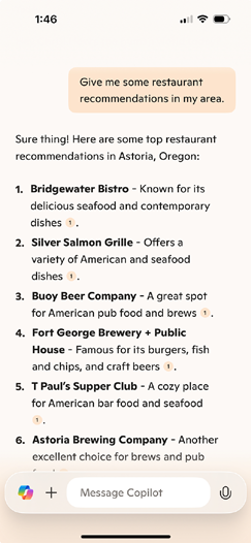 1:46
Give me some restaurant
recommendations in my area.
Sure thing! Here are some top restaurant
recommendations in Astoria, Oregon:
1. Bridgewater Bistro - Known for its
delicious seafood and contemporary
dishes 1 .
2. Silver Salmon Grille - Offers a
variety of American and seafood
dishes 1 .
3. Buoy Beer Company - A great spot
for American pub food and brews 1 .
4. Fort George Brewery + Public
House - Famous for its burgers, fish
and chips, and craft beers 1 .
5. T Paul's Supper Club - A cozy place
for American bar food and seafood
1 .
6. Astoria Brewing Company - Another
excellent choice for brews and pub
Message Copilot